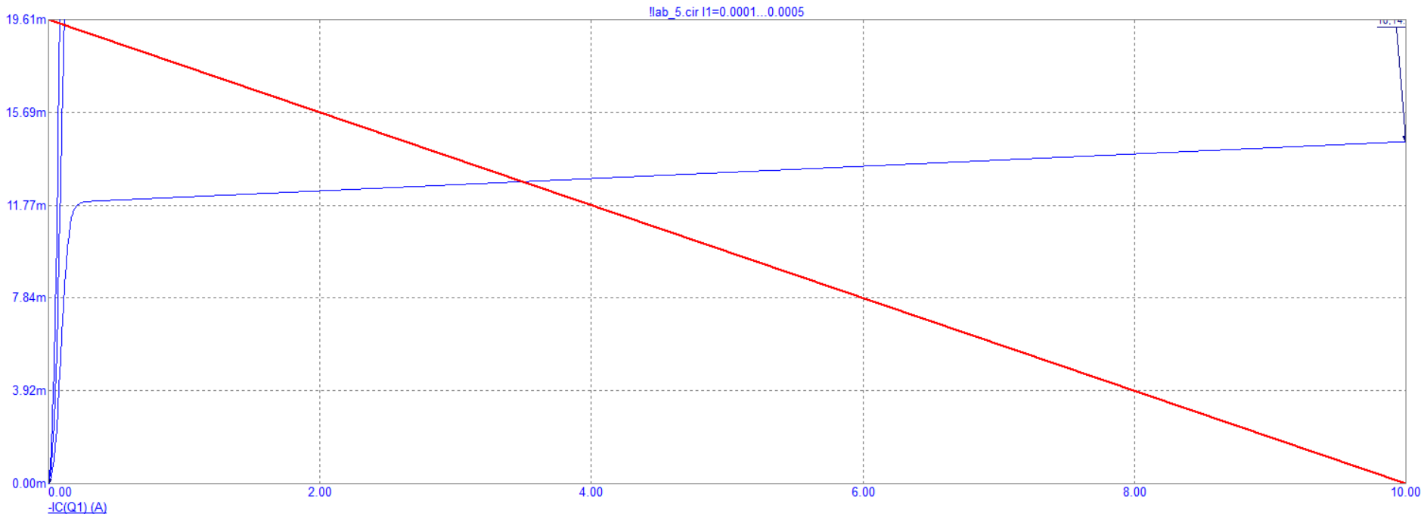 !lab_5.cir I1=0.0001...0.0005
19.61m
15.69m
11.77m
7.84m
3.92m
0.00m
0.00 2.00 4.00 6.00 8.00 10.00
-IC(Q1) (A)